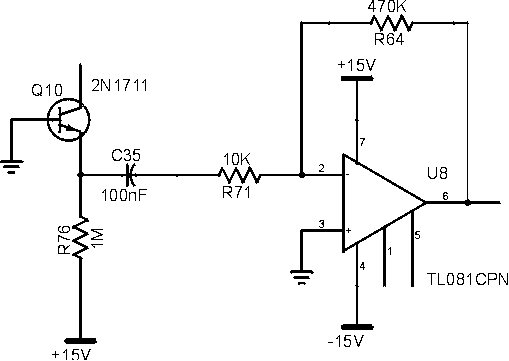 470K
R64
2N1711
Q10
+15V
7
C35
100nF
10K
R71
2
-
U8
6
3
+
R76
1M
4
1
5
TL081CPN
+15V
-15V